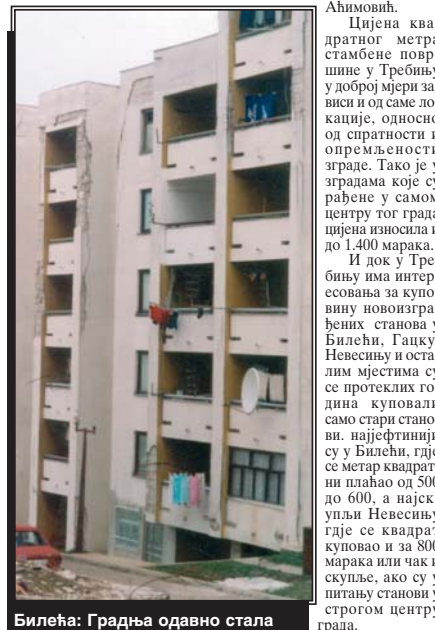 Аћимовић.
Цијена ква-
дратног метра
стамбене повр-
шине у Требињу
у доброј мјери за-
виси и од саме ло-
кације, односно
од спратности и
опремљености
зграде. Тако је у
зградама које су
рађене у самом
центру тог града
цијена износила и
до 1.400 марака.
И док у Тре-
бињу има интер-
есовања за купо-
вину новоизгра-
ђених станова у
Билећи, Гацку,
Невесињу и оста-
лим мјестима су
се протеклих го-
дина куповали
само стари стано-
ви. најјефтинији
су у Билећи, гдје
се метар квадрат-
ни плаћао од 500
до 600, а најск-
упљи Невесињу
гдје се квадрат
куповао и за 800
марака или чак и
скупље, ако су у
питању станови у
строгом центру
града.
Билећа: Градња одавно стала